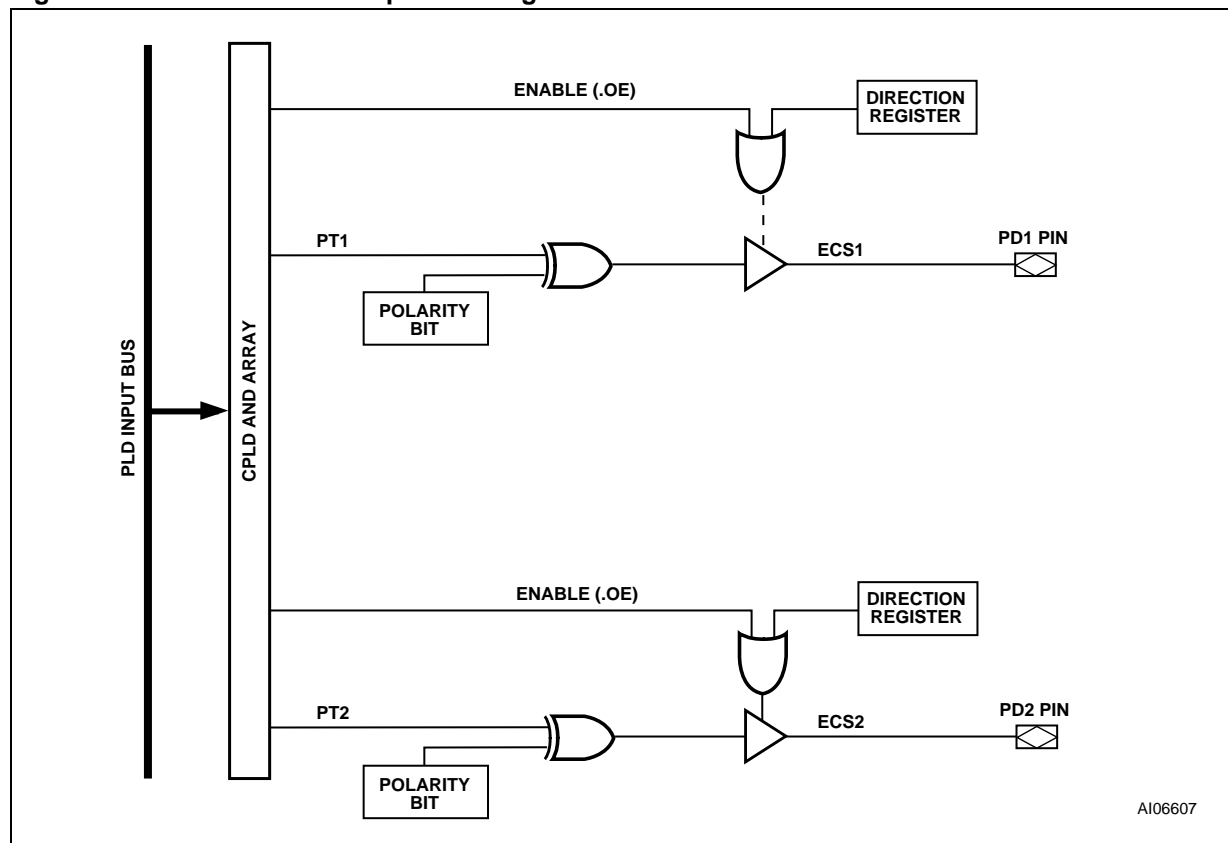 ENABLE (.OE)
DIRECTION
REGISTER
PT1
ECS1
PD1 PIN
POLARITY
BIT
PLD INPUT BUS
CPLD AND ARRAY
ENABLE (.OE)
DIRECTION
REGISTER
PT2
ECS2
PD2 PIN
POLARITY
BIT
AI06607